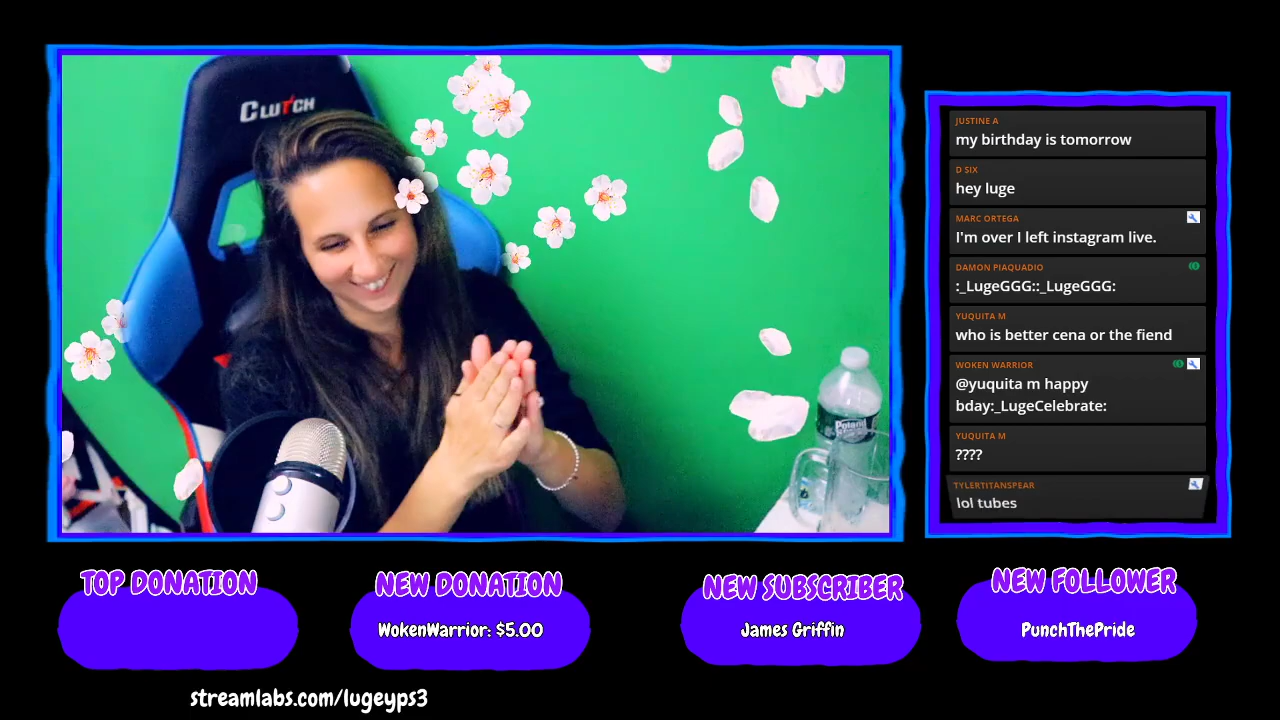 CLUTCH
JUSTINE A
my birthday is tomorrow
D SIX
hey luge
MARC ORTEGA
I'm over I left instagram live.
DAMON PIAQUADIO
:_LugeGGG::_LugeGGG:
YUQUITA M
who is better cena or the fiend
WOKEN WARRIOR
@yuquita m happy
bday:_LugeCelebrate:
YUQUITA M
????
TYLERTITANSPEAR
lol tubes
Poland
TOP DONATION
NEW DONATION
WokenWarrior: $5.00
NEW SUBSCRIBER
James Griffin
NEW FOLLOWER
PunchThePride
streamlabs.com/lugeyps3